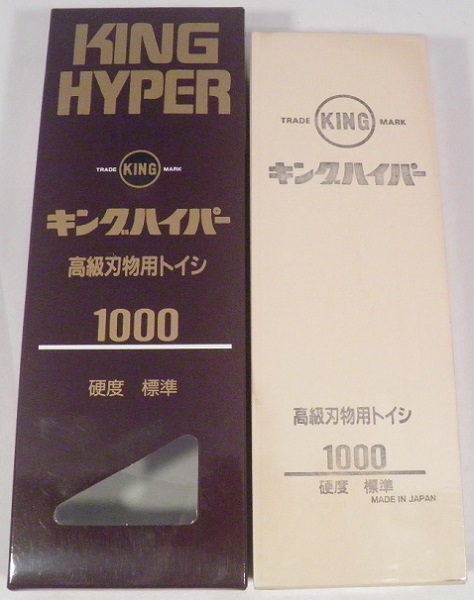 KING
HYPER
TRADE KING MARK
キングハイパー
高級刃物用トイシ
1000
硬度 標準
TRADE KING MARK
キングハイパー
高級刃物用トイシ
1000
硬度 標準
MADE IN JAPAN